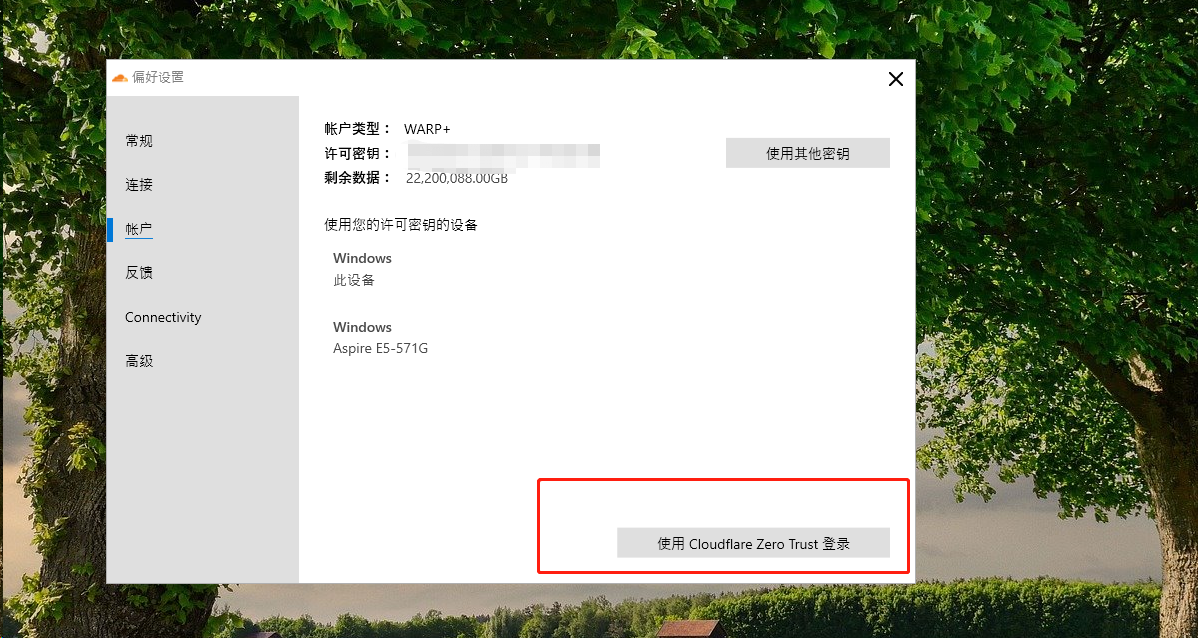 偏好设置
常规
连接
帐户
反馈
Connectivity
高级
帐户类型： WARP+
许可密钥：
使用其他密钥
剩余数据： 22,200,088.00GB
使用您的许可密钥的设备
Windows
此设备
Windows
Aspire E5-571G
使用 Cloudflare Zero Trust 登录